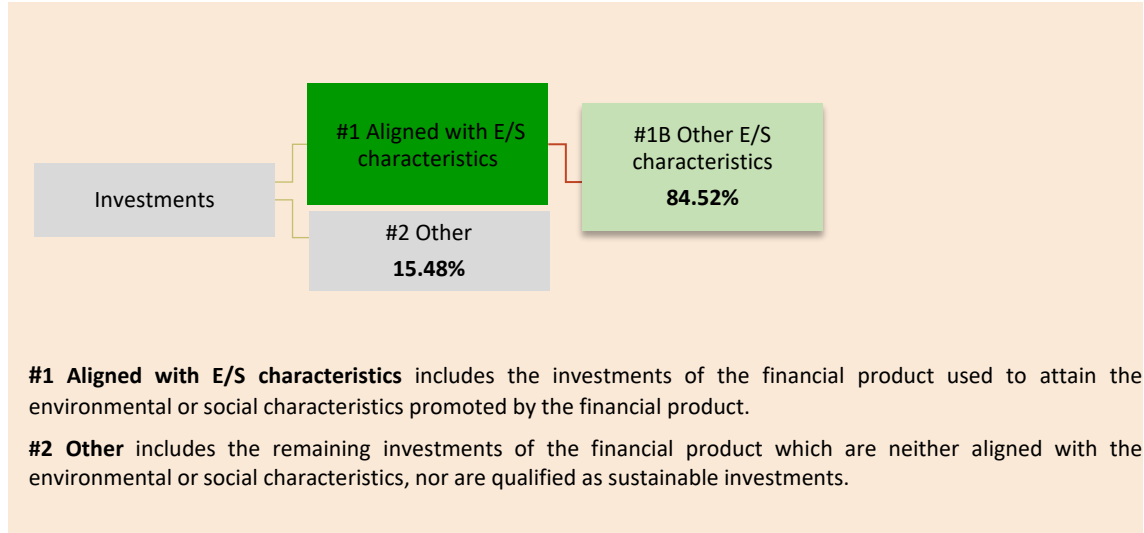 #1 Aligned with E/S
characteristics
#1B Other E/S
characteristics
84.52%
Investments
#2 Other
15.48%
#1 Aligned with E/S characteristics includes the investments of the financial product used to attain the
environmental or social characteristics promoted by the financial product.
#2 Other includes the remaining investments of the financial product which are neither aligned with the
environmental or social characteristics, nor are qualified as sustainable investments.